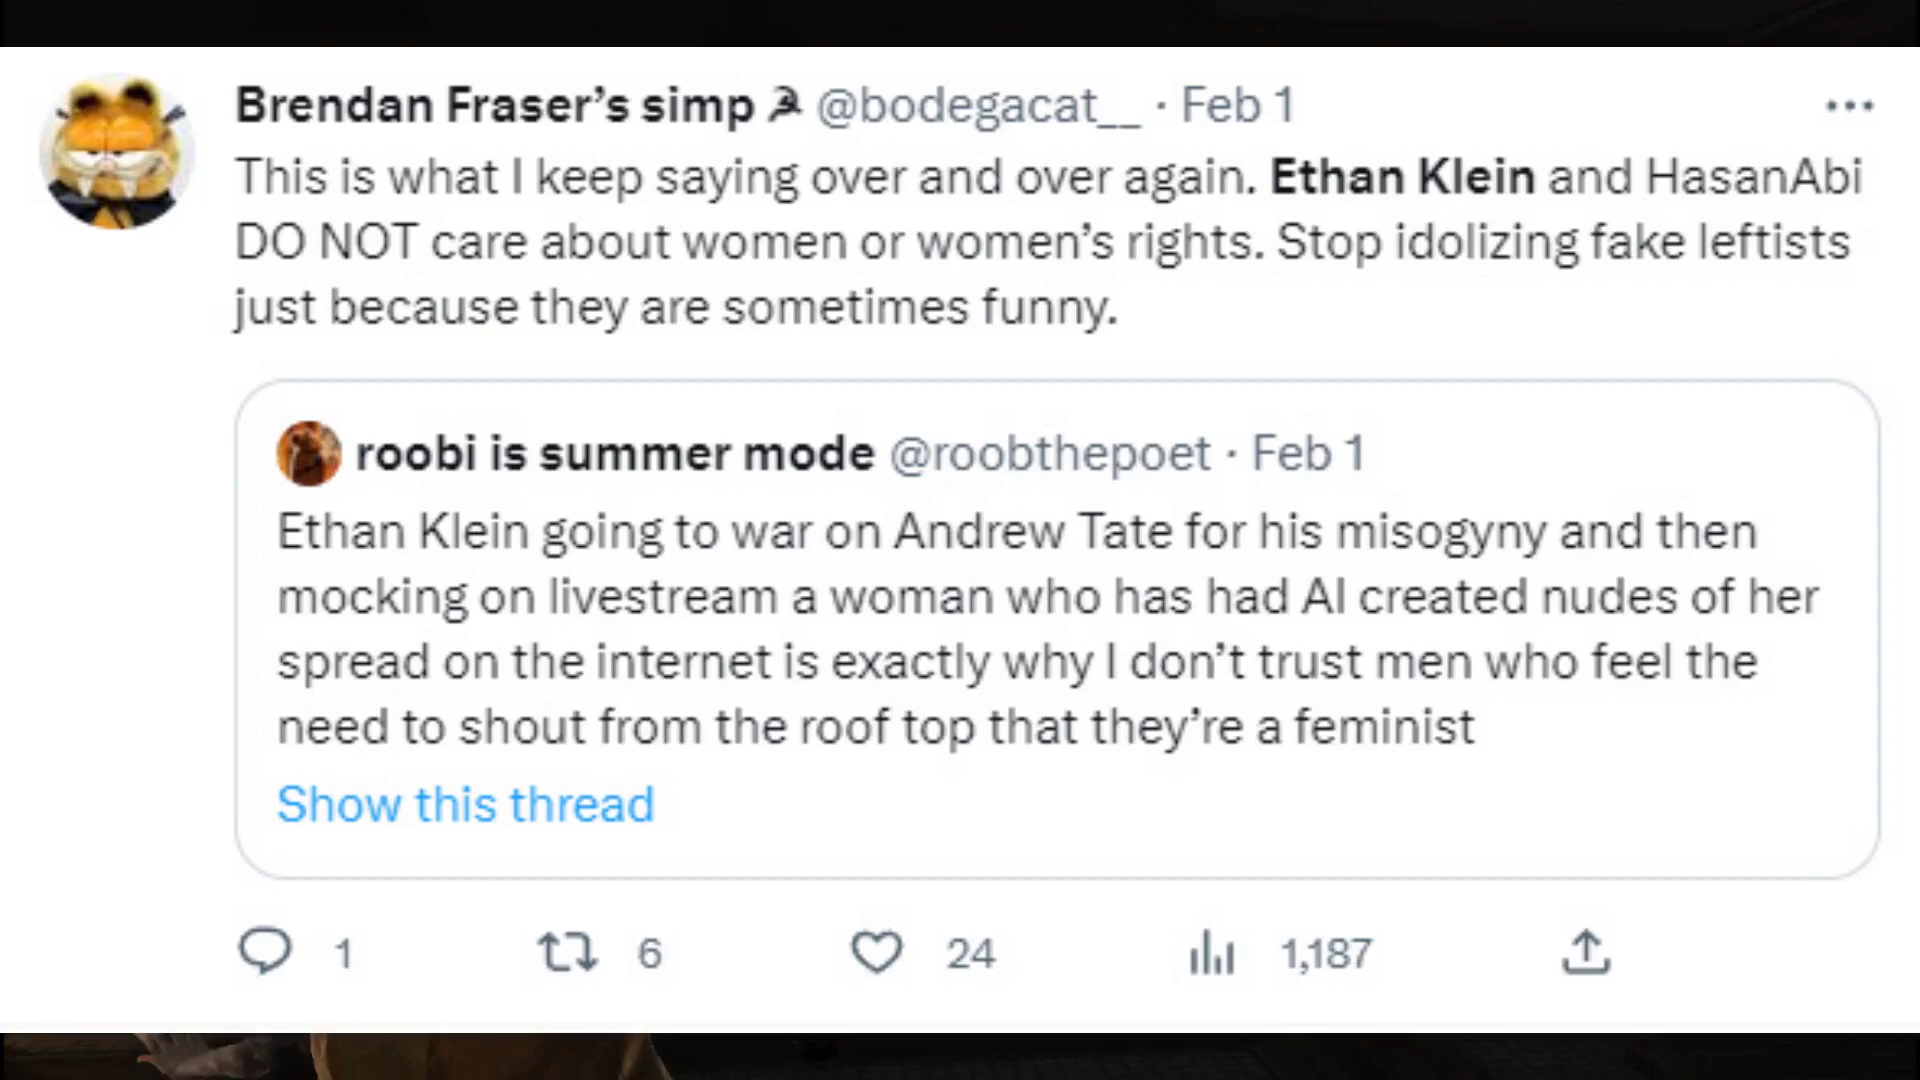 Brendan Fraser's simp ☭ @bodegacat__ · Feb 1
This is what I keep saying over and over again. Ethan Klein and HasanAbi
DO NOT care about women or women's rights. Stop idolizing fake leftists
just because they are sometimes funny.
roobi is summer mode @roobthepoet · Feb 1
Ethan Klein going to war on Andrew Tate for his misogyny and then
mocking on livestream a woman who has had AI created nudes of her
spread on the internet is exactly why I don't trust men who feel the
need to shout from the roof top that they're a feminist
Show this thread
1 6 24 1,187